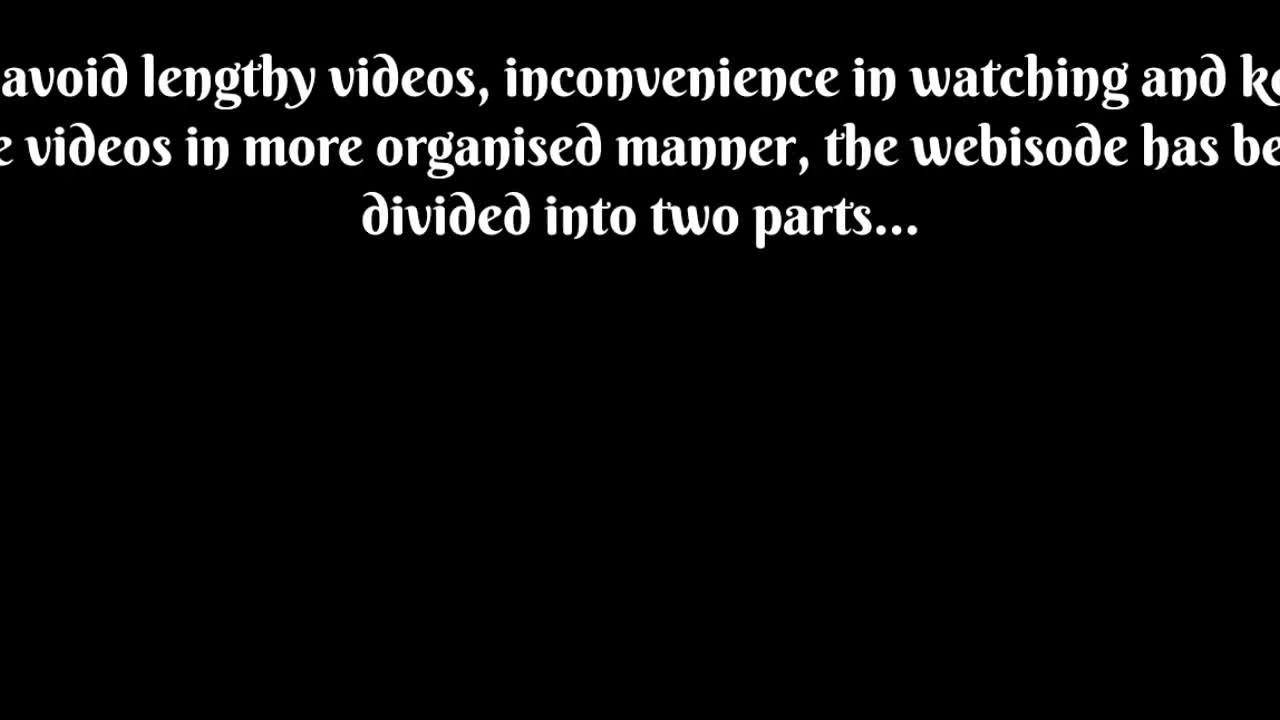 avoid lengthy videos, inconvenience in watching and
videos in more organised manner, the webisode has
divided into two parts...